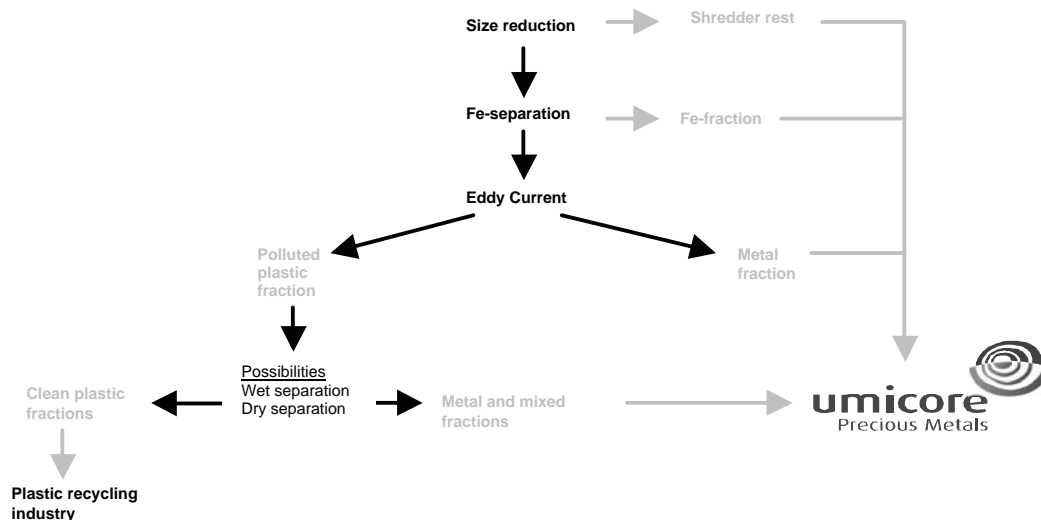 Size reduction
Shredder rest
Fe-separation
Fe-fraction
Eddy Current
Polluted
plastic
fraction
Metal
fraction
Possibilities
Wet separation
Dry separation
Clean plastic
fractions
Metal and mixed
fractions
umicore
Precious Metals
Plastic recycling
industry